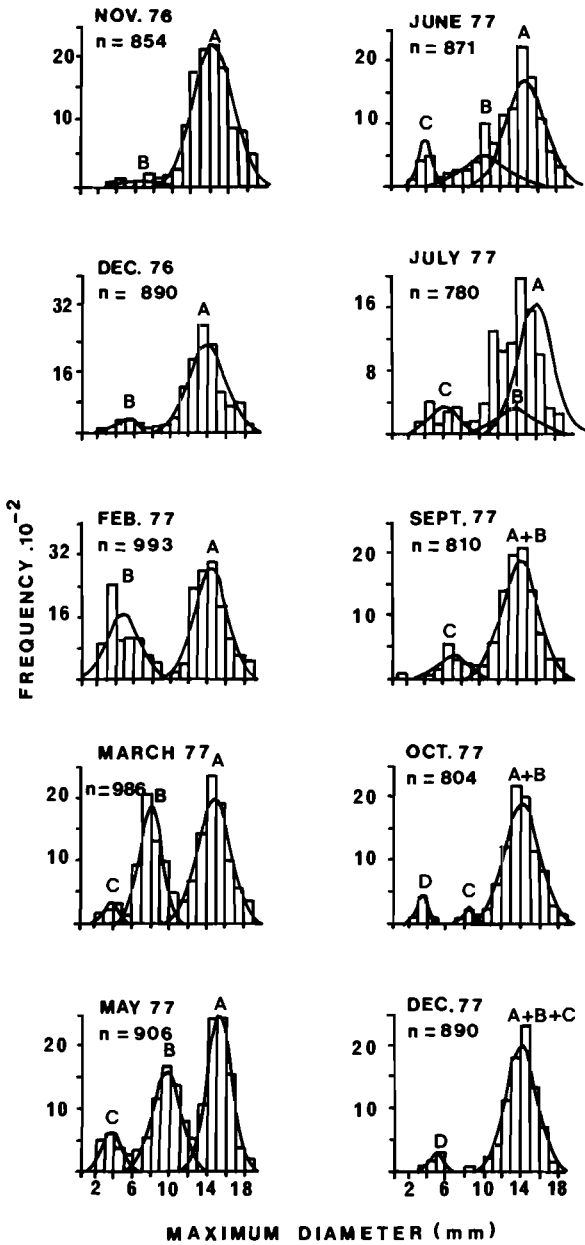 NOV. 76
n = 854
A
B
20
10
JUNE 77
n = 871
A
B
C
20
10
DEC. 76
n = 890
A
B
32
16
JULY 77
n = 780
A
C
B
16
8
FEB. 77
n = 993
A
B
32
16
SEPT. 77
n = 810
A+B
C
20
10
MARCH 77
n=986
A
B
C
20
10
OCT. 77
n = 804
A+B
D
C
20
10
MAY 77
n = 906
A
B
C
20
10
2 6 10 14 18
DEC. 77
n = 890
A+B+C
D
20
10
2 6 10 14 18
FREQUENCY .10-2
MAXIMUM DIAMETER (mm)